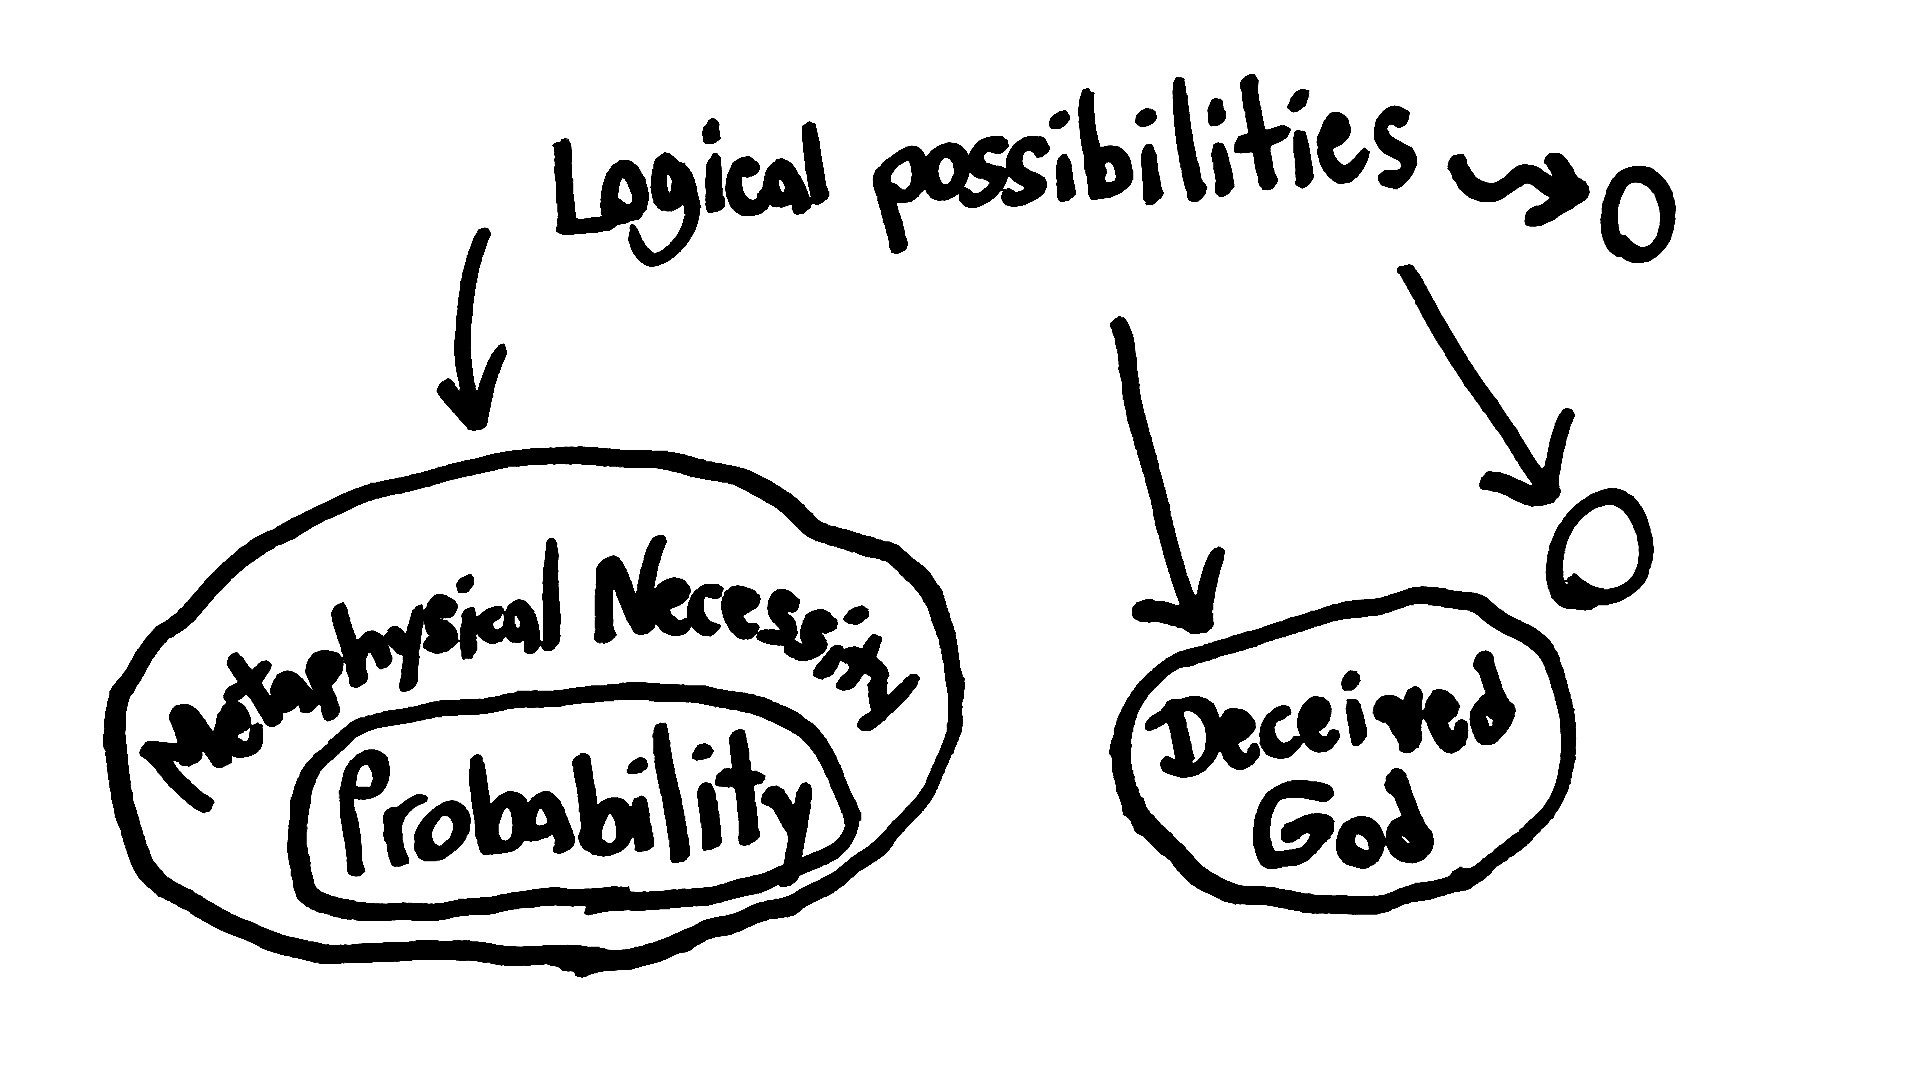 Logical possibilities
Metaphysical Necessity
Probability
Deceived
God